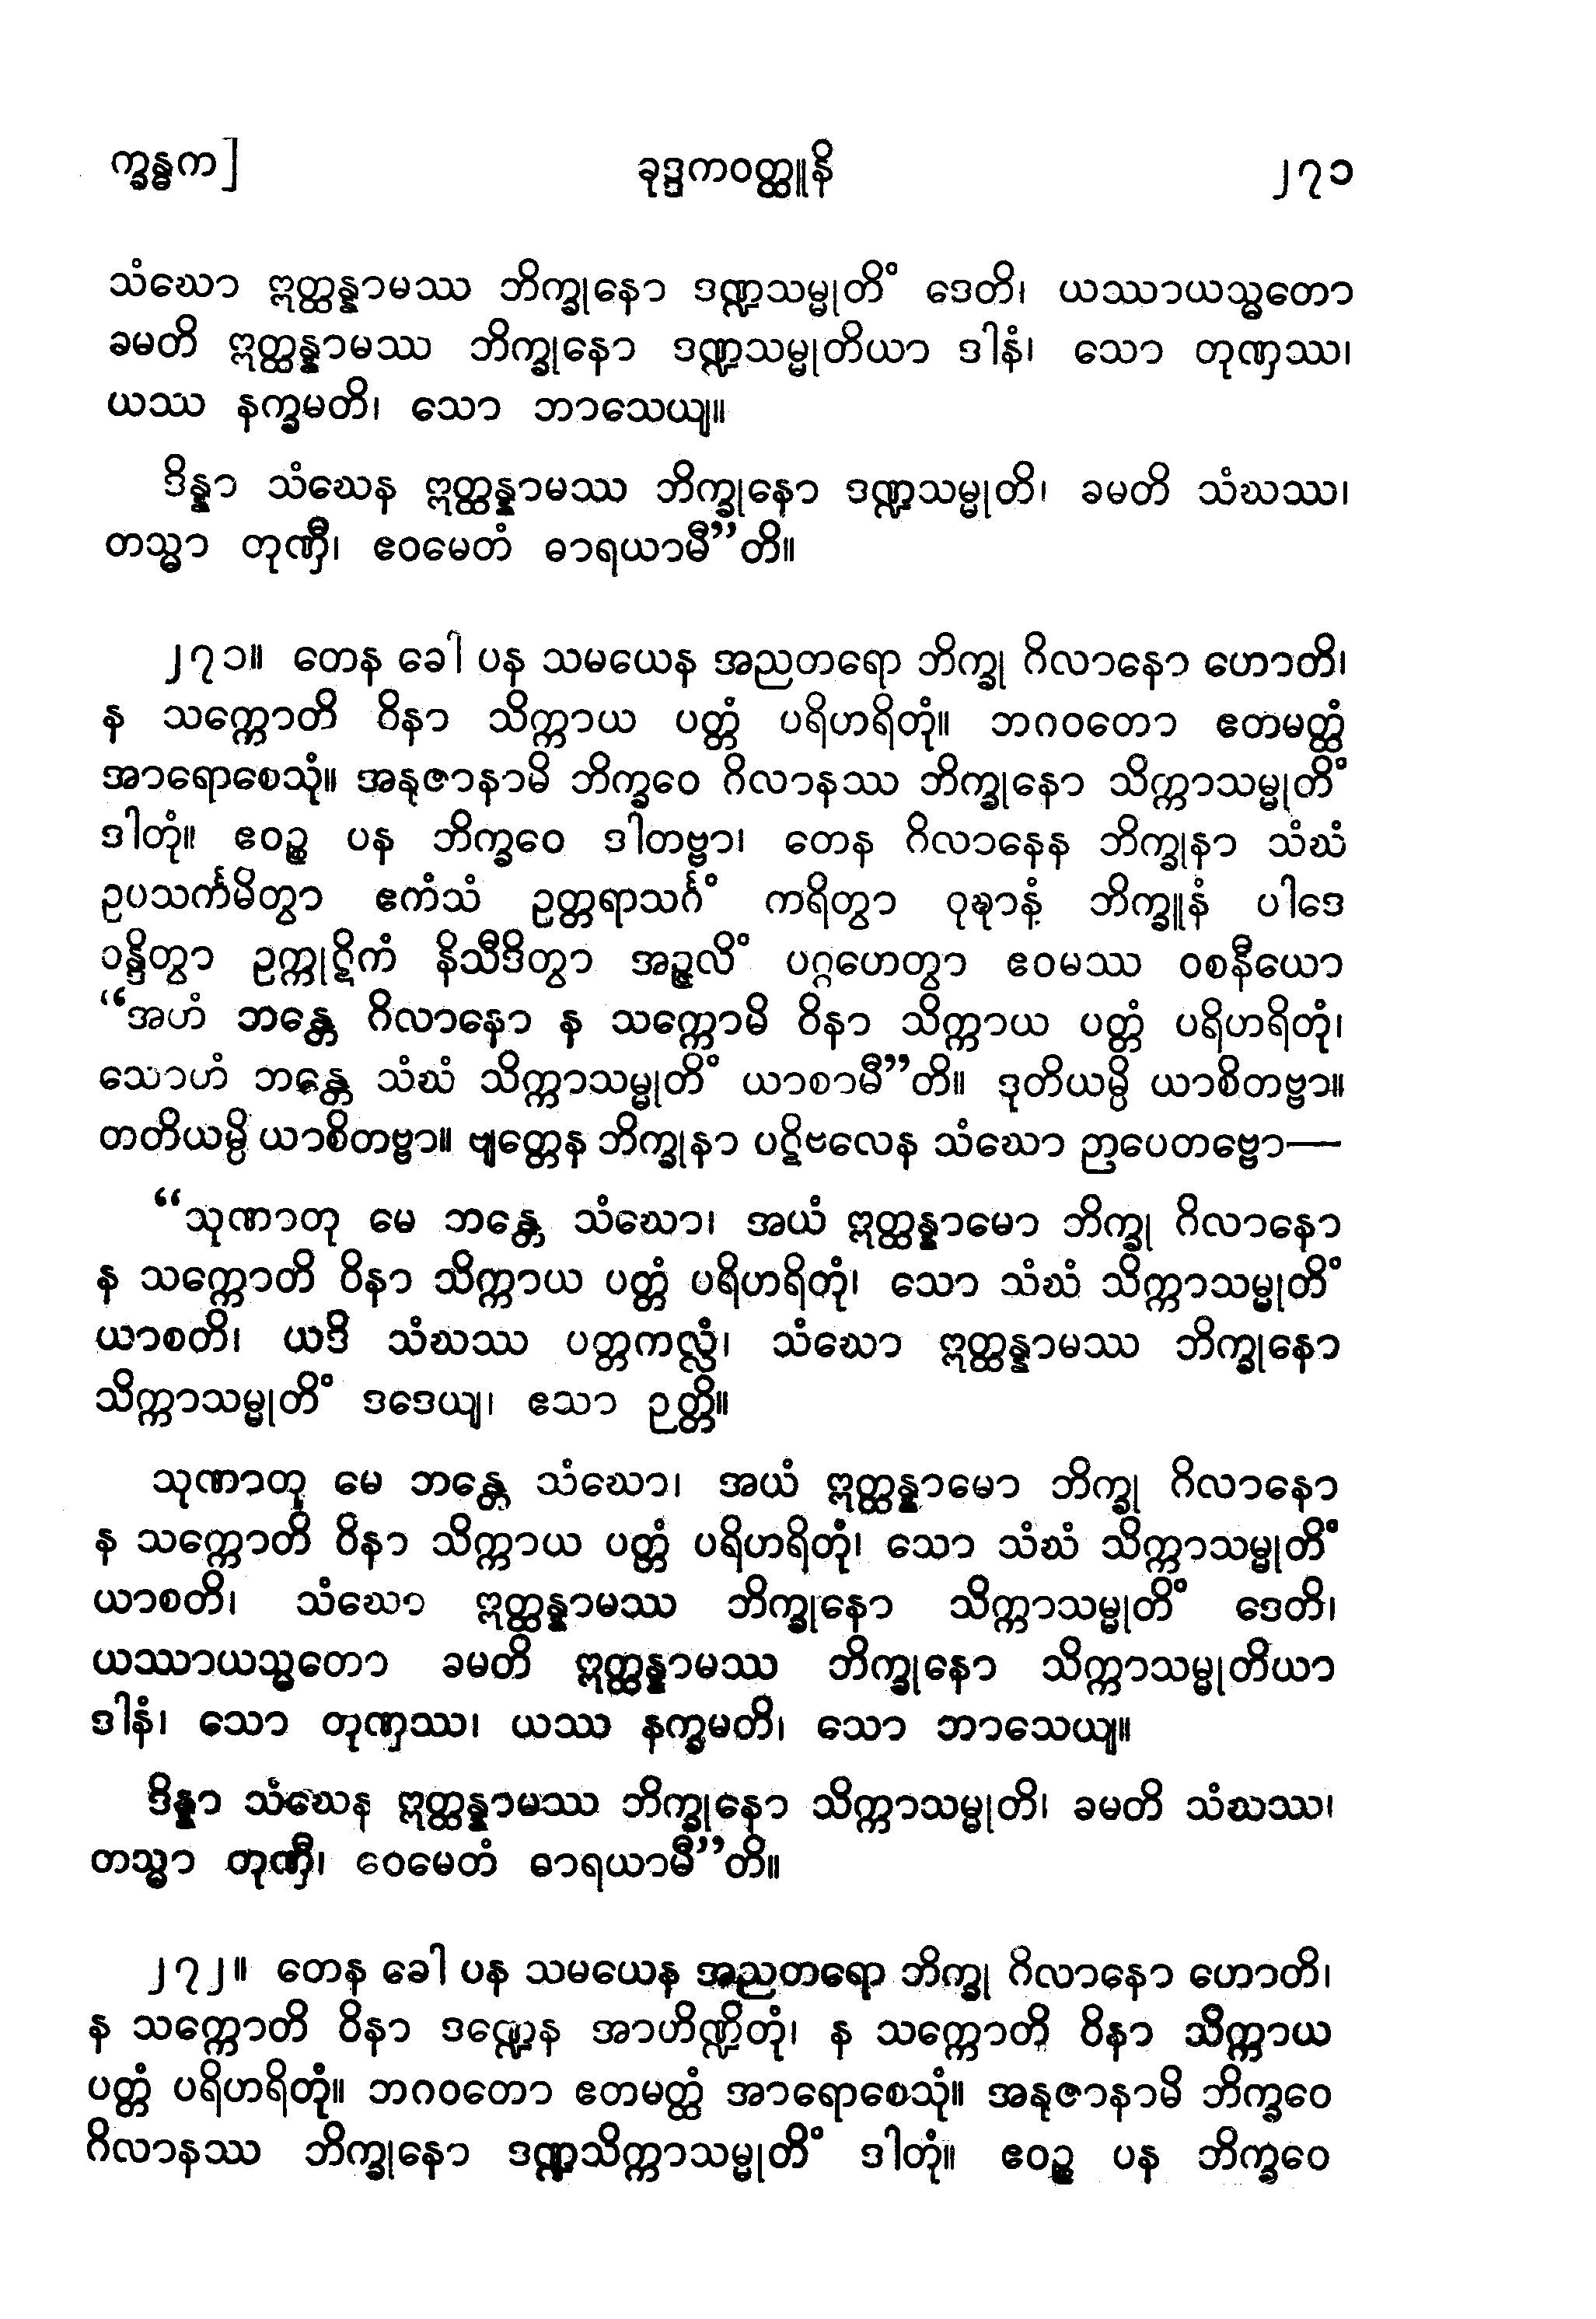 က္ခန္ဓက] ခုဒ္ဒကဝတ္ထူနိ ၂၇၁
သံဃော ဣတ္ထန္နာမဿ ဘိက္ခုနော ဒဏ္ဍသမ္မုတိံ ဒေတိ၊ ယဿာယသ္မတော
ခမတိ ဣတ္ထန္နာမဿ ဘိက္ခုနော ဒဏ္ဍသမ္မုတိယာ ဒါနံ၊ သော တုဏှဿ၊
ယဿ နက္ခမတိ၊ သော ဘာသေယျ။
ဒိန္နာ သံဃေန ဣတ္ထန္နာမဿ ဘိက္ခုနော ဒဏ္ဍသမ္မုတိ၊ ခမတိ သံဃဿ၊
တသ္မာ တုဏှီ၊ ဧဝမေတံ ဓာရယာမီ”တိ။
၂၇၁။ တေန ခေါ ပန သမယေန အညတရော ဘိက္ခု ဂိလာနော ဟောတိ၊
န သက္ကောတိ ဝိနာ သိက္ကာယ ပတ္တံ ပရိဟရိတုံ။ ဘဂဝတော ဧတမတ္ထံ
အာရောစေသုံ။ အနုဇာနာမိ ဘိက္ခဝေ ဂိလာနဿ ဘိက္ခုနော သိက္ကာသမ္မုတိံ
ဒါတုံ။ ဧဝဉ္စ ပန ဘိက္ခဝေ ဒါတဗ္ဗာ၊ တေန ဂိလာနေန ဘိက္ခုနာ သံဃံ
ဥပသင်္ကမိတွာ ဧကံသံ ဥတ္တရာသင်္ဂံ ကရိတွာ ဝုဍ္ဎာနံ့ ဘိက္ခူနံ ပါဒေ
ဝန္ဒိတွာ ဥက္ကုဋိကံ နိသီဒိတွာ အဉ္ဇလိံ ပဂ္ဂဟေတွာ ဧဝမဿ ဝစနီယော
“အဟံ ဘန္တေ ဂိလာနော န သက္ကောမိ ဝိနာ သိက္ကာယ ပတ္တံ ပရိဟရိတုံ၊
သောဟံ ဘန္တေ သံဃံ သိက္ကာသမ္မုတိံ ယာစာမီ”တိ။ ဒုတိယမ္ပိ ယာစိတဗ္ဗာ။
တတိယမ္ပိ ယာစိတဗ္ဗာ။ ဗျတ္တေန ဘိက္ခုနာ ပဋိဗလေန သံဃော ဉာပေတဗ္ဗော—
“သုဏာတု မေ ဘန္တေ သံဃော၊ အယံ ဣတ္ထန္နာမော ဘိက္ခု ဂိလာနော
န သက္ကောတိ ဝိနာ သိက္ကာယ ပတ္တံ ပရိဟရိတုံ၊ သော သံဃံ သိက္ကာသမ္မုတိံ
ယာစတိ၊ ယဒိ သံဃဿ ပတ္တကလ္လံ၊ သံဃော ဣတ္ထန္နာမဿ ဘိက္ခုနော
သိက္ကာသမ္မုတိံ ဒဒေယျ၊ ဧသာ ဉတ္တိ။
သုဏာတု မေ ဘန္တေ သံဃော၊ အယံ ဣတ္ထန္နာမော ဘိက္ခု ဂိလာနော
န သက္ကောတိ ဝိနာ သိက္ကာယ ပတ္တံ ပရိဟရိတုံ၊ သော သံဃံ သိက္ကာသမ္မုတိံ
ယာစတိ၊ သံဃော ဣတ္ထန္နာမဿ ဘိက္ခုနော သိက္ကာသမ္မုတိံ ဒေတိ၊
ယဿာယသ္မတော ခမတိ ဣတ္ထန္နာမဿ ဘိက္ခုနော သိက္ကာသမ္မုတိယာ
ဒါနံ၊ သော တုဏှဿ၊ ယဿ နက္ခမတိ၊ သော ဘာသေယျ။
ဒိန္နာ သံဃေန ဣတ္ထန္နာမဿ ဘိက္ခုနော သိက္ကာသမ္မုတိ၊ ခမတိ သံဃဿ၊
တသ္မာ တုဏှီ၊ ဧဝမေတံ ဓာရယာမီ”တိ။
၂၇၂။ တေန ခေါ ပန သမယေန အညတရော ဘိက္ခု ဂိလာနော ဟောတိ၊
န သက္ကောတိ ဝိနာ ဒဏ္ဍေန အာဟိဏ္ဍိတုံ၊ န သက္ကောတိ ဝိနာ သိက္ကာယ
ပတ္တံ ပရိဟရိတုံ။ ဘဂဝတော ဧတမတ္ထံ အာရောစေသုံ။ အနုဇာနာမိ ဘိက္ခဝေ
ဂိလာနဿ ဘိက္ခုနော ဒဏ္ဍသိက္ကာသမ္မုတိံ ဒါတုံ။ ဧဝဉ္စ ပန ဘိက္ခဝေ